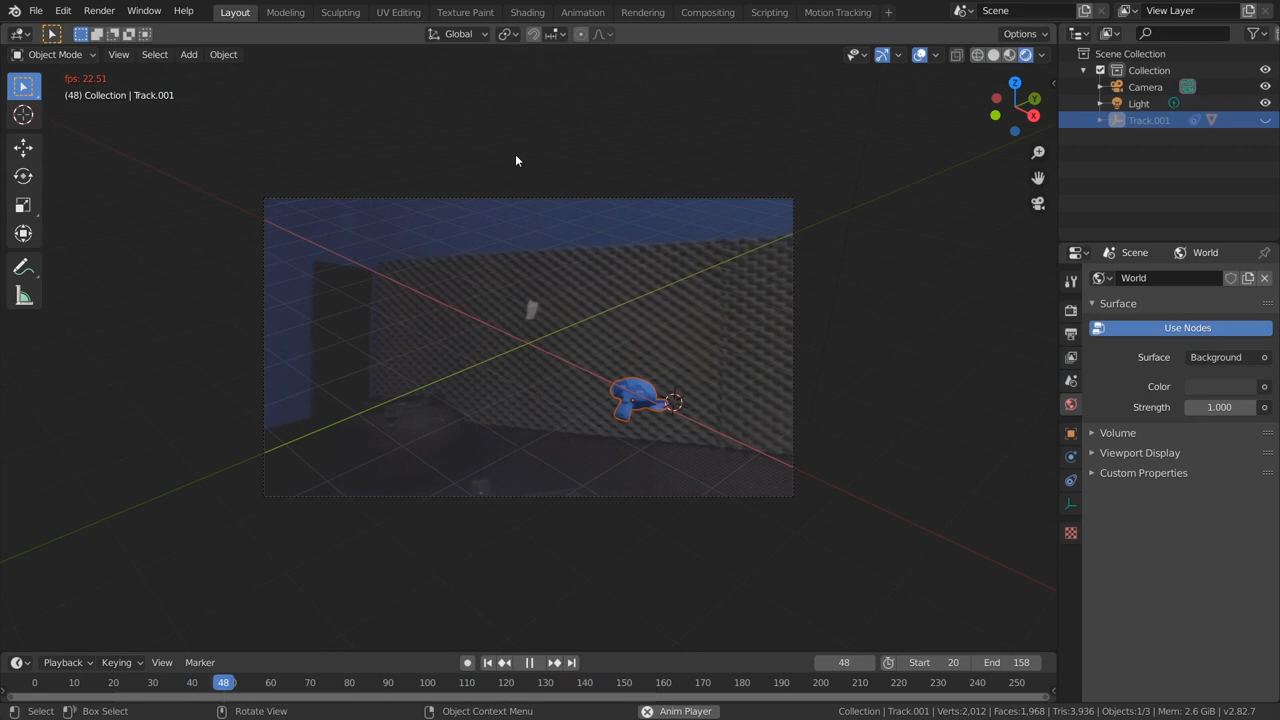 File Edit Render Window Help Layout Modeling Sculpting UV Editing Texture Paint Shading Animation Rendering Compositing Scripting Motion Tracking + Scene View Layer
Global Options
Object Mode View Select Add Object
fps: 22.51
(48) Collection | Track.001
Z
Y
X
Scene Collection
Collection
Camera
Light
Track.001
Scene World
World
Surface
Use Nodes
Surface Background
Color
Strength 1.000
Volume
Viewport Display
Custom Properties
Playback Keying View Marker 48 Start 20 End 158
0 10 20 30 40 48 60 70 80 90 100 110 120 130 140 150 160 170 180 190 200 210 220 230 240 250
Select Box Select Rotate View Object Context Menu Anim Player Collection | Track.001 | Verts:2,012 | Faces:1,968 | Tris:3,936 | Objects:1/3 | Mem: 2.6 GiB | v2.82.7